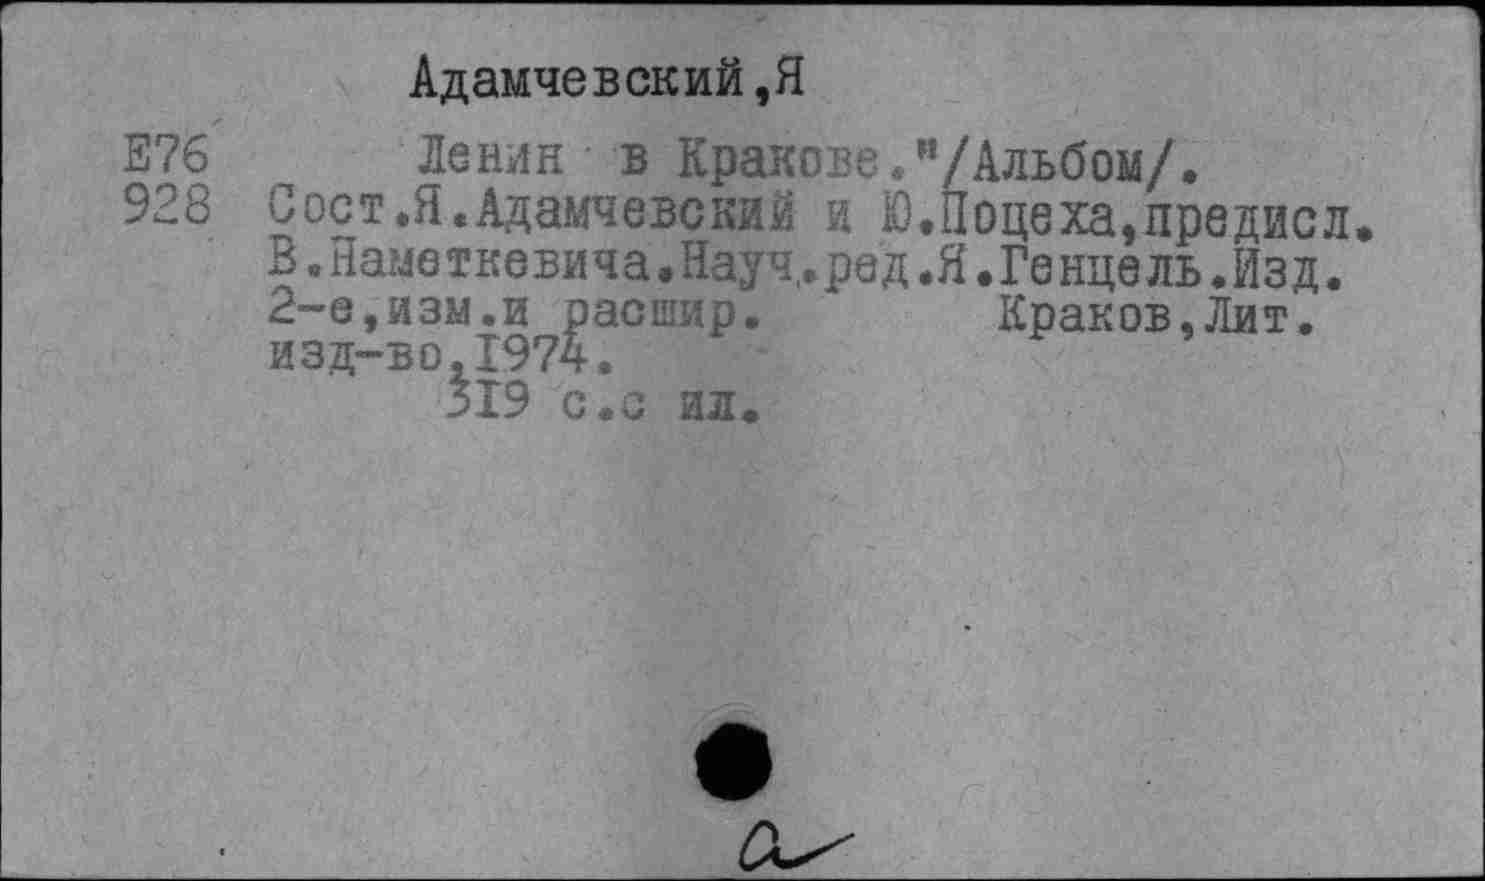 Адамчевский,Я
Е76 Ленин в Кракове."/Альбом/.
928 Сост.Я.Адамчевский и Ю.Поцеха,предисл.
В.Наметкевича.Науч.ред.Я.Генцель.Изд.
2-е,изм.и расшир. Краков,Лит.
изд-во,1974.
319 с.с ил.